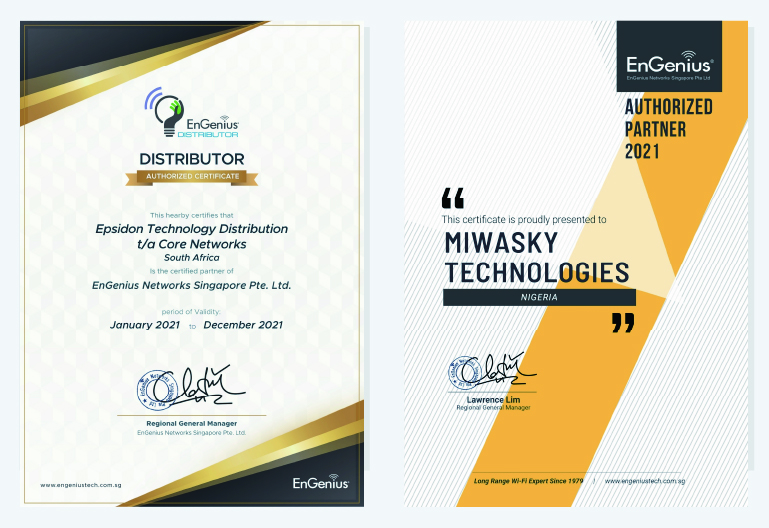 EnGenius
DISTRIBUTOR
DISTRIBUTOR
AUTHORIZED CERTIFICATE
This hearby certifies that
Epsidon Technology Distribution
t/a Core Networks
South Africa
Is the certified partner of
EnGenius Networks Singapore Pte. Ltd.
period of Validity:
January 2021 to December 2021
Regional General Manager
EnGenius Networks Singapore Pte. Ltd.
www.engeniustech.com.sg
EnGenius
EnGenius®
EnGenius Networks Singapore Pte Ltd
AUTHORIZED
PARTNER
2021
“
This certificate is proudly presented to
MIWASKY
TECHNOLOGIES
NIGERIA
”
Lawrence Lim
Regional General Manager
Long Range Wi-Fi Expert Since 1979 | www.engeniustech.com.sg